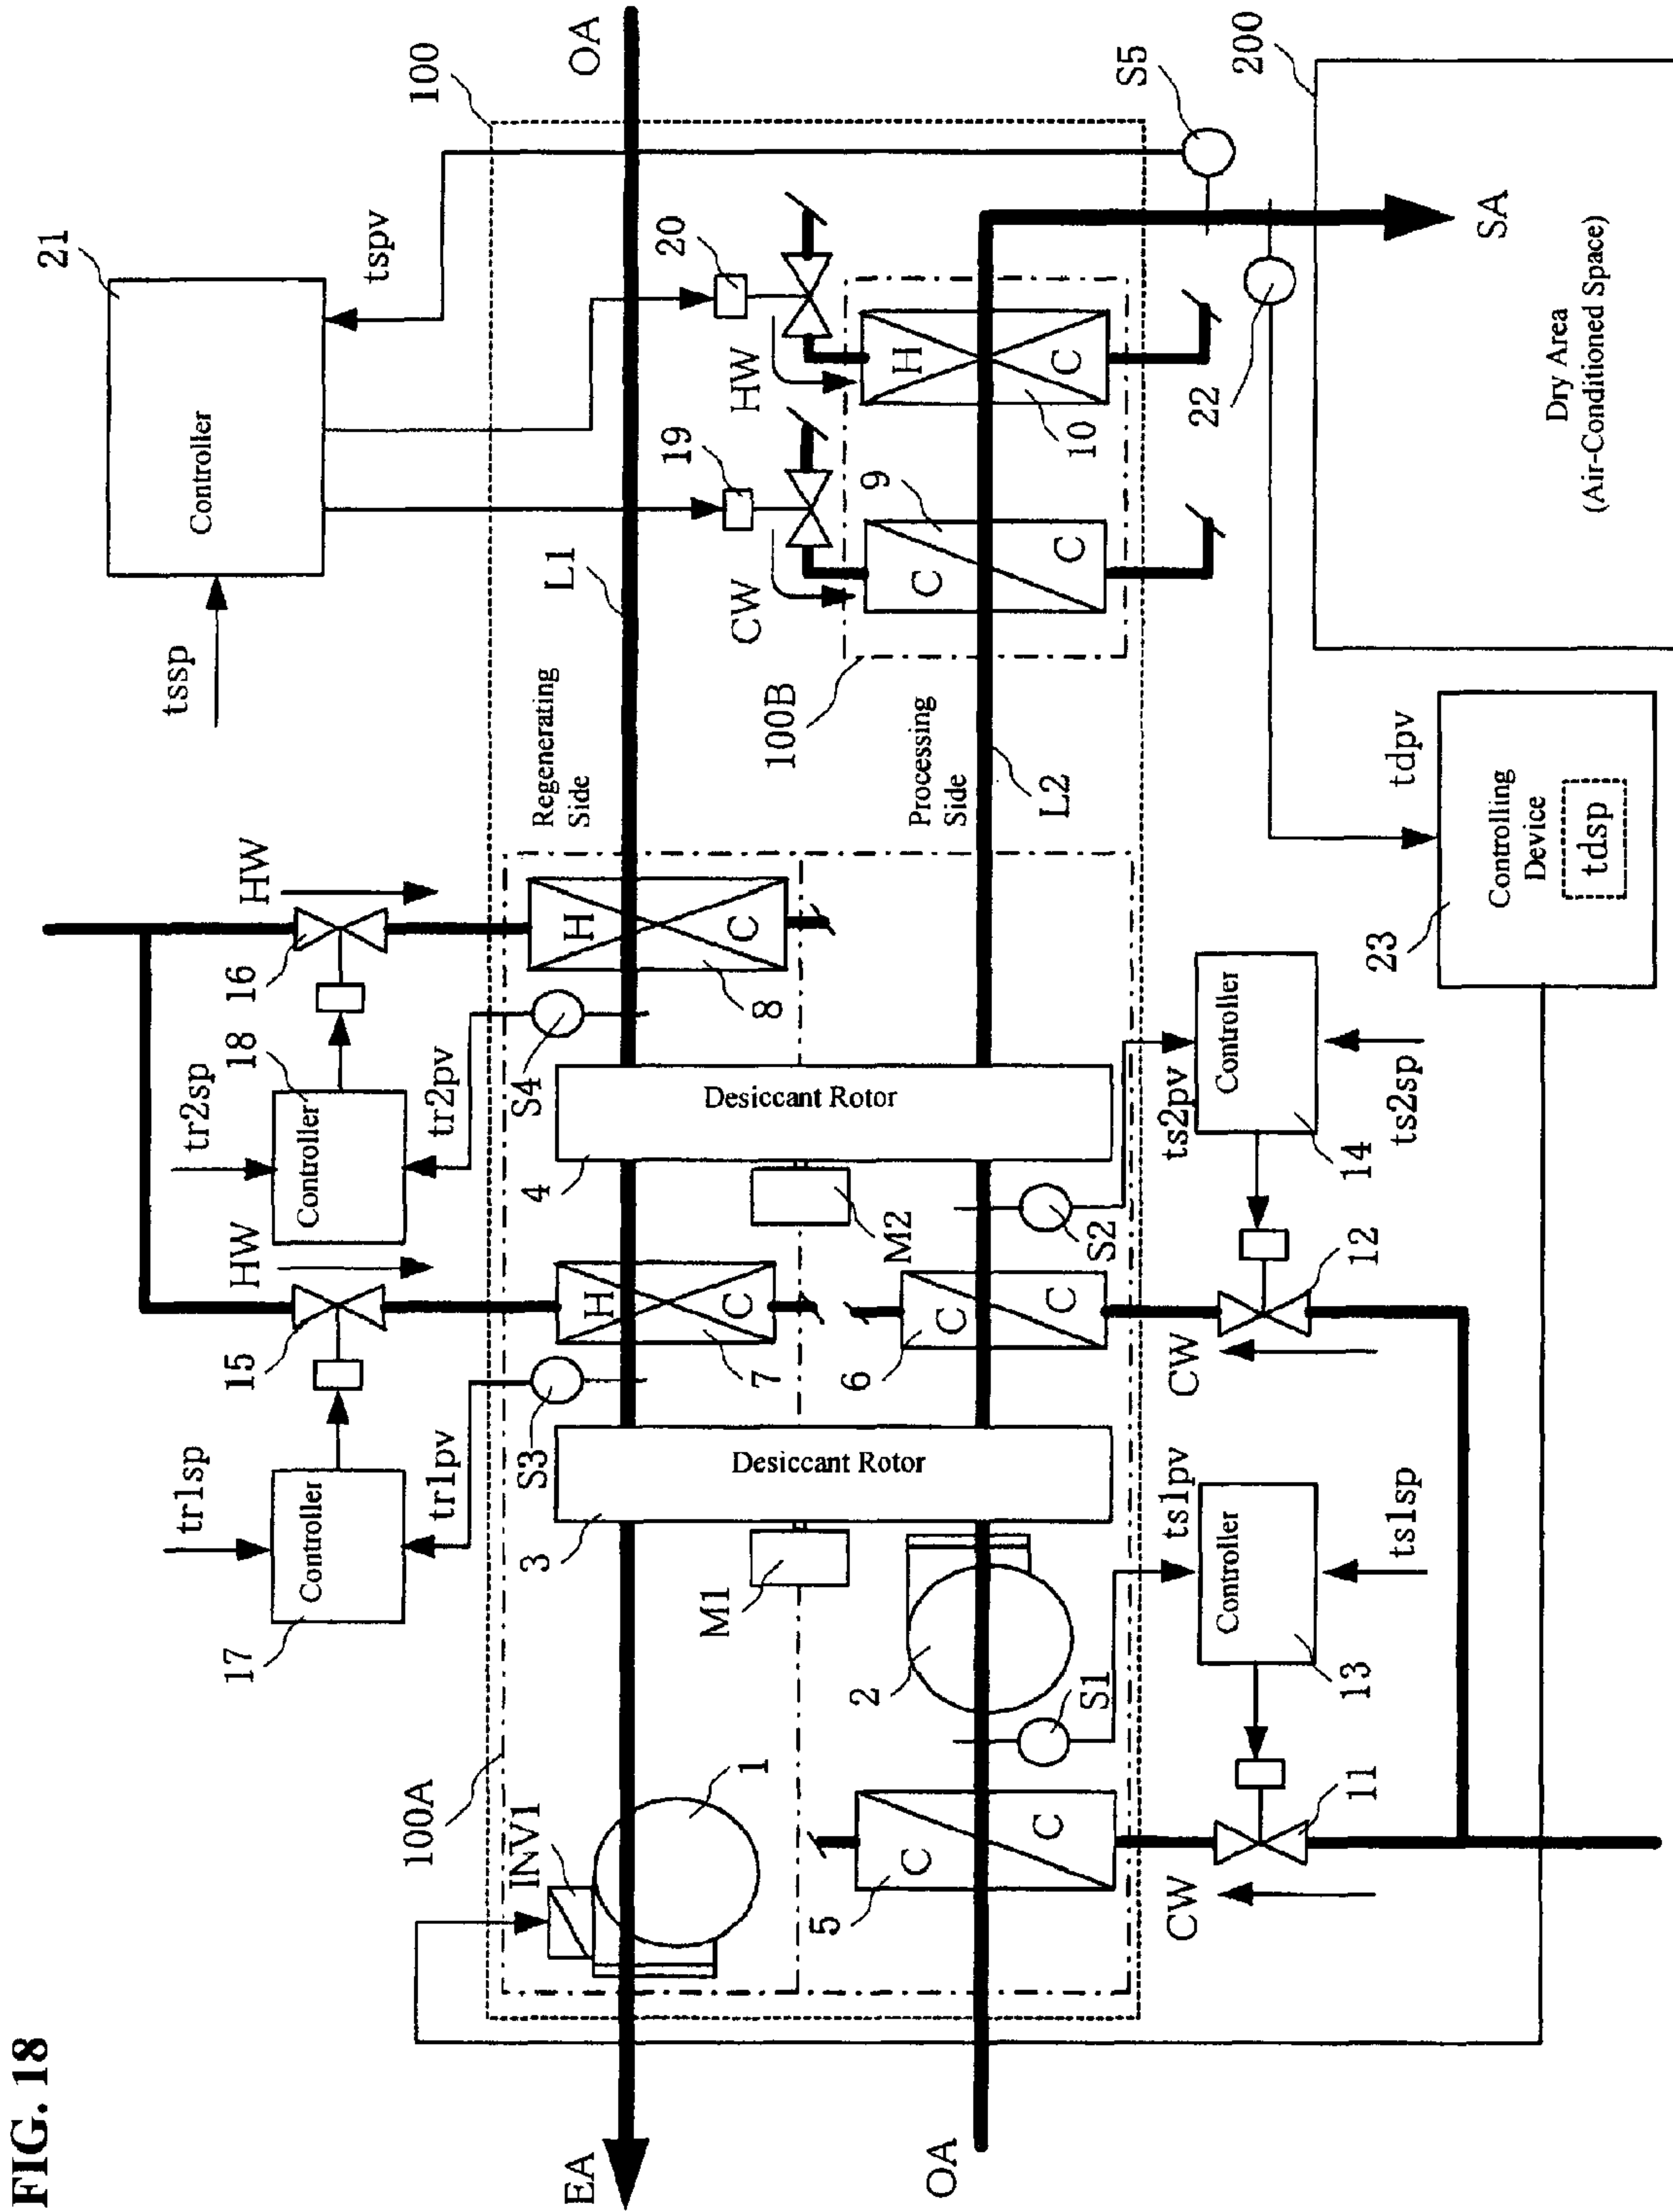 FIG. 18
21
Controller
tssp
tspv
16
HW
18
tr2sp
Controller
tr2pv
15
HW
17
tr1sp
Controller
tr1pv
100
OA
L1
Regenerating
Side
20
HW
19
CW
H
C
10
9
C
C
100B
Processing
Side
L2
S5
SA
22
200
Dry Area
(Air-Conditioned Space)
H
C
8
S4
Desiccant Rotor
4
M2
H
C
7
S3
C
C
6
S2
Desiccant Rotor
3
M1
2
S1
100A
INV1
1
C
C
5
EA
OA
ts2pv
Controller
14
ts2sp
12
CW
ts1pv
Controller
13
ts1sp
11
CW
tdpv
Controlling
Device
tdsp
23